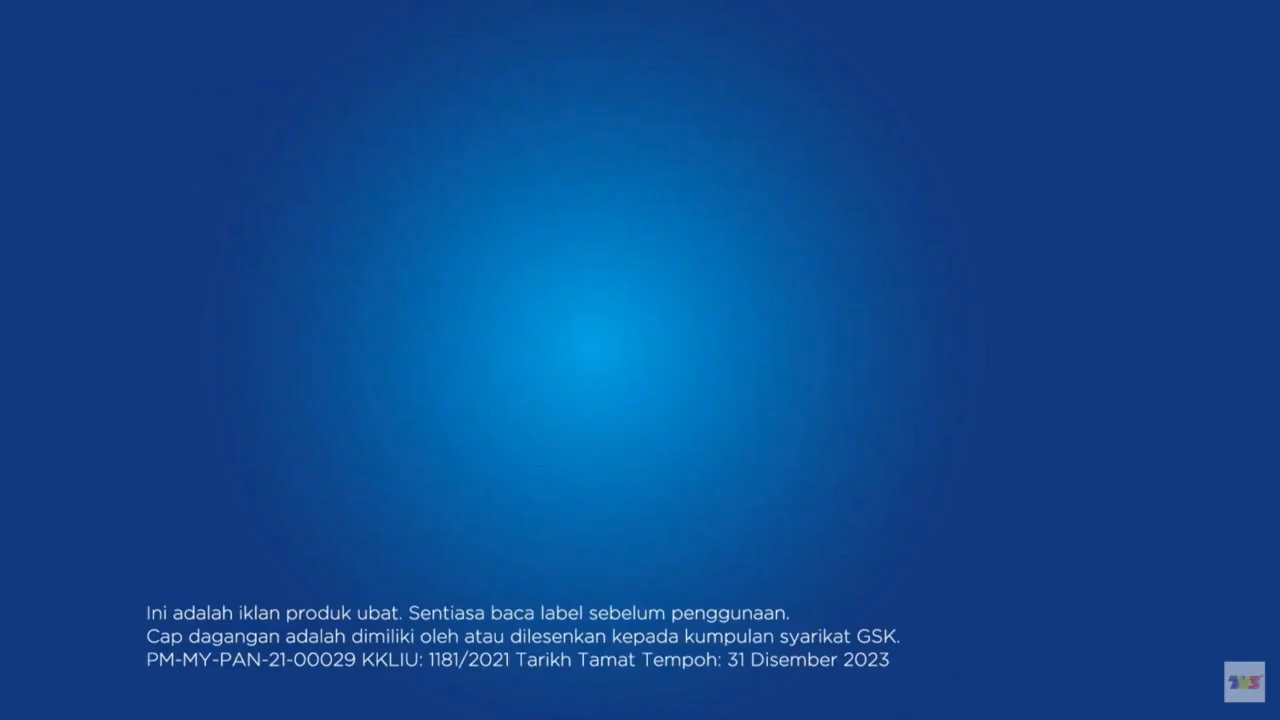 Ini adalah iklan produk ubat. Sentiasa baca label sebelum penggunaan.
Cap dagangan adalah dimiliki oleh atau dilesenkan kepada kumpulan syarikat GSK.
PM-MY-PAN-21-00029 KKLIU: 1181/2021 Tarikh Tamat Tempoh: 31 Disember 2023